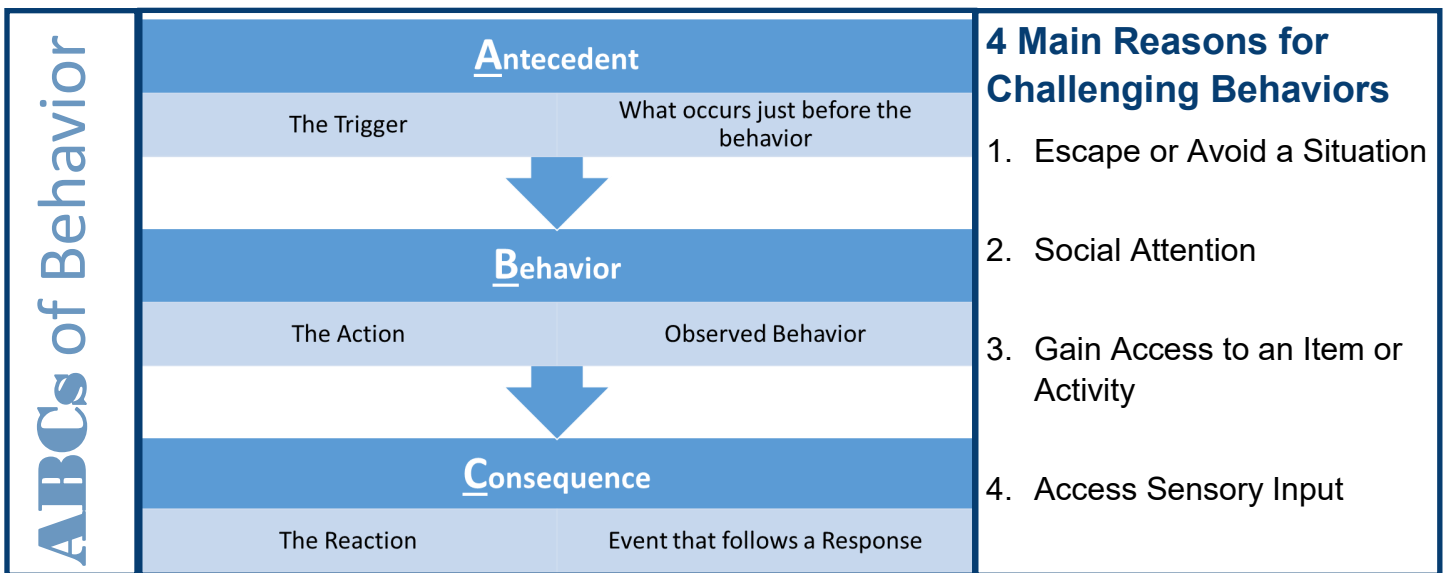 ABCs of Behavior
Antecedent
The Trigger
What occurs just before the
behavior
Behavior
The Action
Observed Behavior
Consequence
The Reaction
Event that follows a Response
4 Main Reasons for
Challenging Behaviors
1. Escape or Avoid a Situation
2. Social Attention
3. Gain Access to an Item or
Activity
4. Access Sensory Input